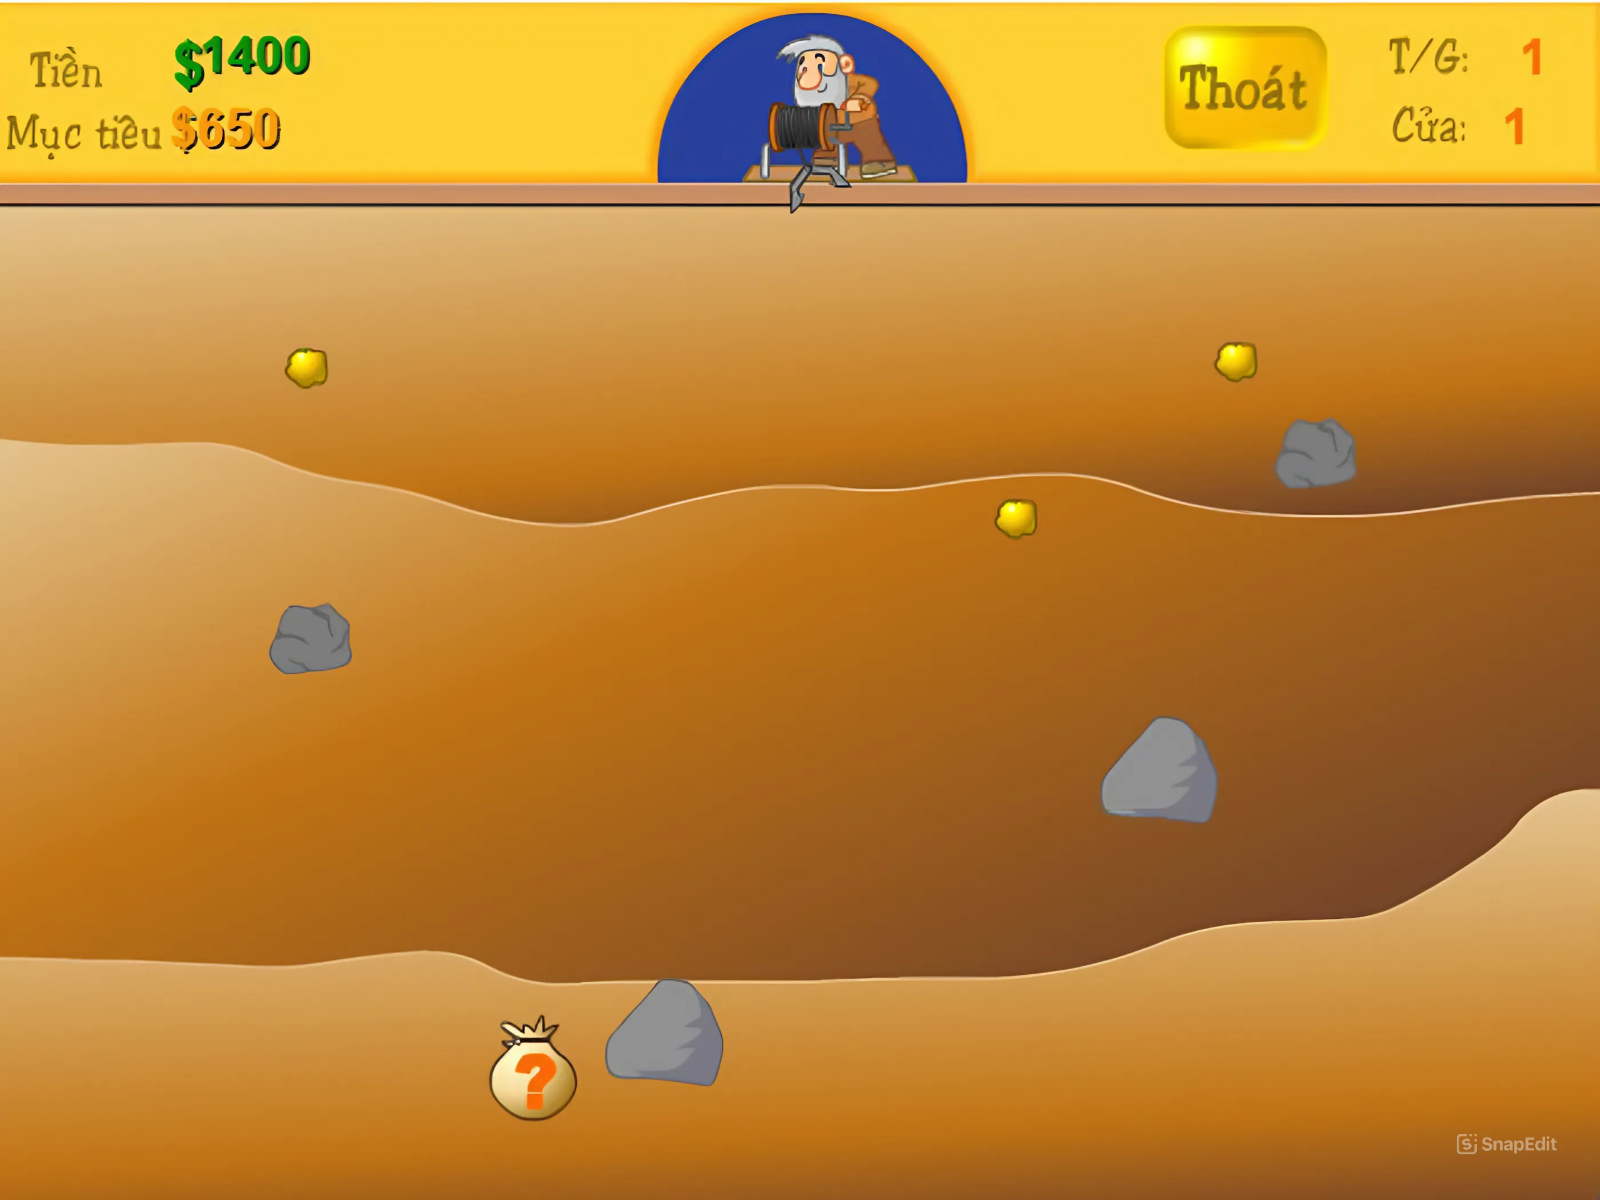 Tiền $1400
Mục tiêu $650
Thoát
T/G: 1
Cửa: 1
?
SnapEdit